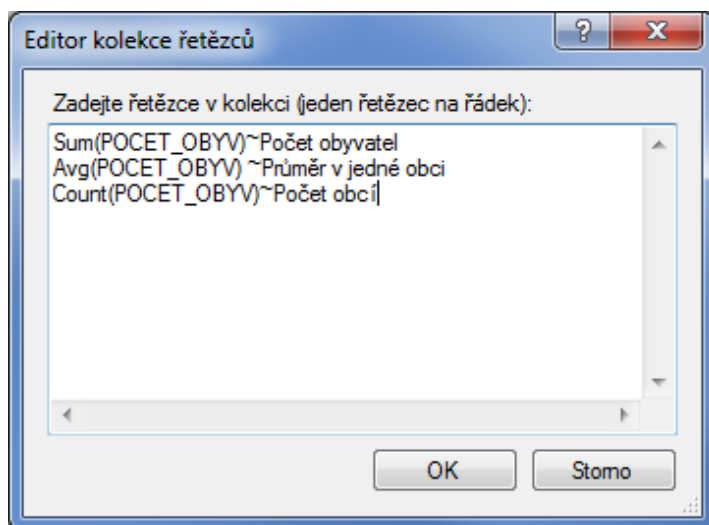 Editor kolekce řetězců
?
X
Zadejte řetězce v kolekci (jeden řetězec na řádek):
Sum(POCET_OBYV)~Počet obyvatel
Avg(POCET_OBYV) ~Průměr v jedné obci
Count(POCET_OBYV)~Počet obcí
OK
Storno